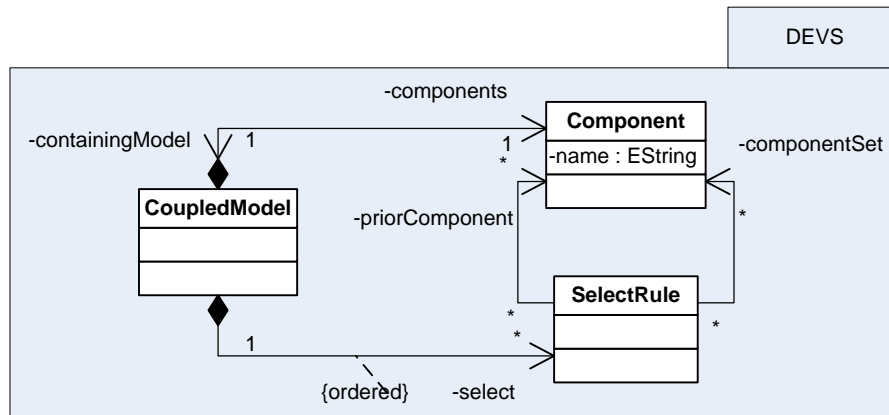 DEVS
-components
Component
-containingModel
1
1
*
-name : EString
-componentSet
CoupledModel
-priorComponent
*
SelectRule
*
*
*
1
{ordered}
-select